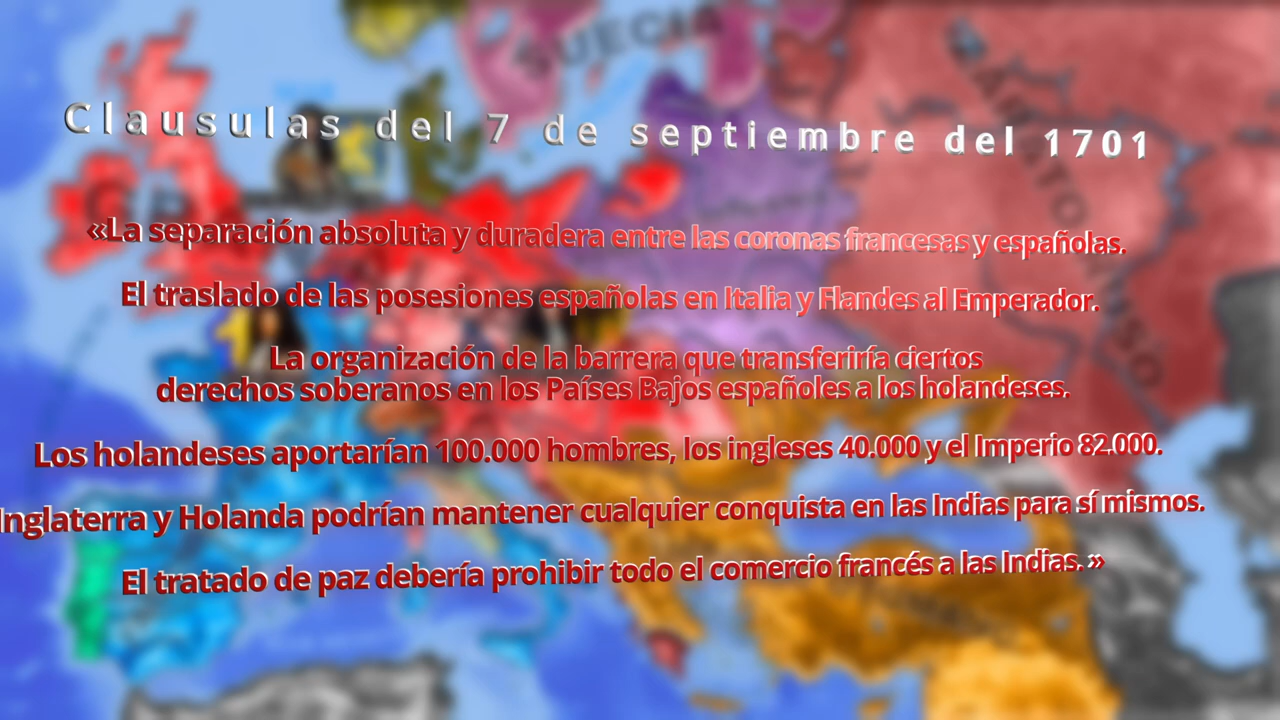 SUECIA
Clausulas del 7 de septiembre del 1701
«La separación absoluta y duradera entre las coronas francesas y españolas.
El traslado de las posesiones españolas en Italia y Flandes al Emperador.
La organización de la barrera que transferiría ciertos
derechos soberanos en los Países Bajos españoles a los holandeses.
Los holandeses aportarían 100.000 hombres, los ingleses 40.000 y el Imperio 82.000.
Inglaterra y Holanda podrían mantener cualquier conquista en las Indias para sí mismos.
El tratado de paz debería prohibir todo el comercio francés a las Indias.»